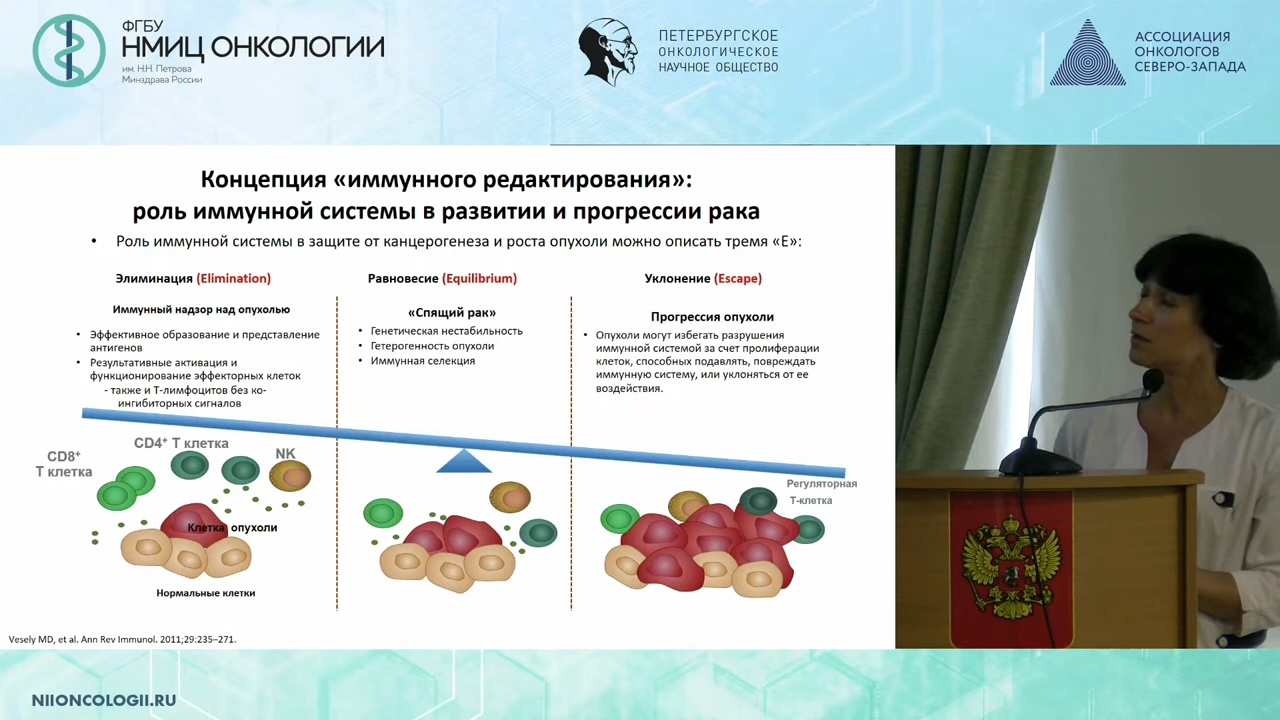 ФГБУ
НМИЦ ОНКОЛОГИИ
им. Н.Н. Петрова
Минздрава России
ПЕТЕРБУРГСКОЕ
ОНКОЛОГИЧЕСКОЕ
НАУЧНОЕ ОБЩЕСТВО
АССОЦИАЦИЯ
ОНКОЛОГОВ
СЕВЕРО-ЗАПАДА
Концепция «иммунного редактирования»:
роль иммунной системы в развитии и прогрессии рака
• Роль иммунной системы в защите от канцерогенеза и роста опухоли можно описать тремя «Е»:
Элиминация (Elimination)
Иммунный надзор над опухолью
• Эффективное образование и представление
антигенов
• Результативные активация и
функционирование эффекторных клеток
- также и Т-лимфоцитов без ко-
ингибиторных сигналов
Равновесие (Equilibrium)
«Спящий рак»
• Генетическая нестабильность
• Гетерогенность опухоли
• Иммунная селекция
Уклонение (Escape)
Прогрессия опухоли
• Опухоли могут избегать разрушения
иммунной системой за счет пролиферации
клеток, способных подавлять, повреждать
иммунную систему, или уклоняться от ее
воздействия.
CD8+
Т клетка
CD4+ Т клетка
NK
Клетка опухоли
Нормальные клетки
Регуляторная
Т-клетка
Vesely MD, et al. Ann Rev Immunol. 2011;29:235–271.
NIIONCOLOGII.RU